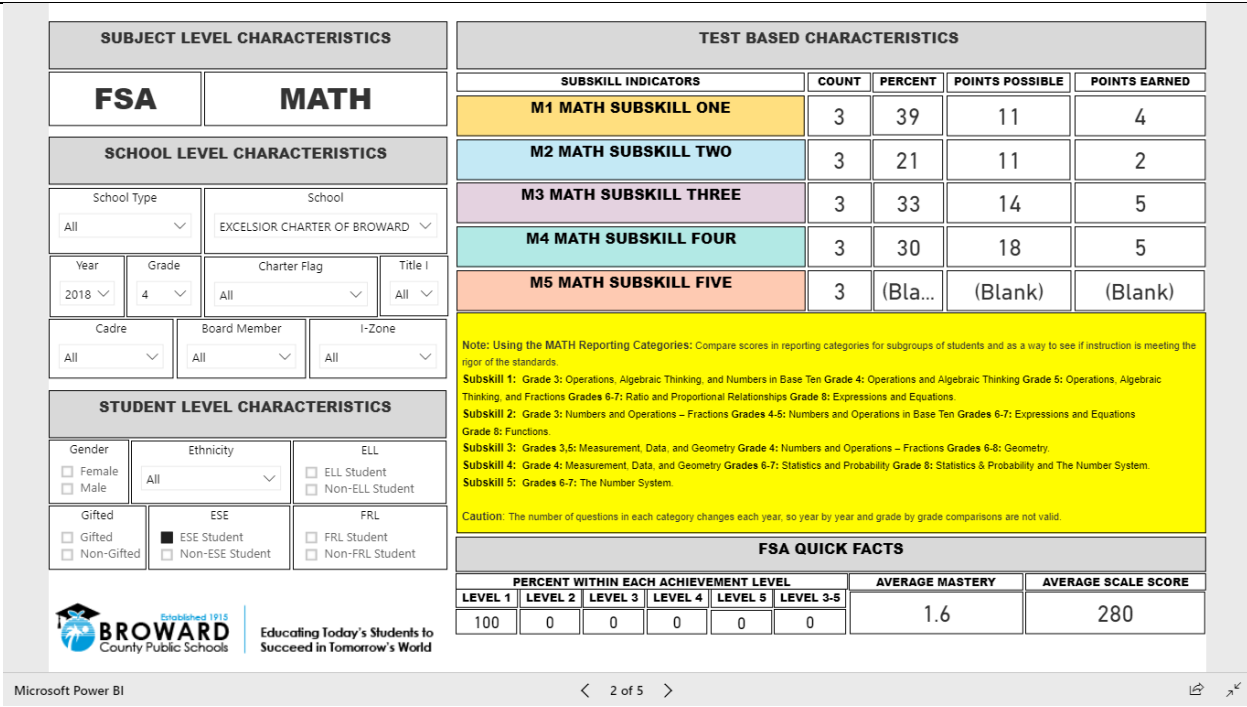 SUBJECT LEVEL CHARACTERISTICS
FSA MATH
SCHOOL LEVEL CHARACTERISTICS
School Type School
All EXCELSIOR CHARTER OF BROWARD
Year Grade Charter Flag Title I
2018 4 All All
Cadre Board Member I-Zone
All All All
STUDENT LEVEL CHARACTERISTICS
Gender Ethnicity ELL
Female All ELL Student
Male Non-ELL Student
Gifted ESE FRL
Gifted ESE Student FRL Student
Non-Gifted Non-ESE Student Non-FRL Student
Established 1915
BROWARD
County Public Schools
Educating Today's Students to
Succeed in Tomorrow's World
TEST BASED CHARACTERISTICS
SUBSKILL INDICATORS COUNT PERCENT POINTS POSSIBLE POINTS EARNED
M1 MATH SUBSKILL ONE 3 39 11 4
M2 MATH SUBSKILL TWO 3 21 11 2
M3 MATH SUBSKILL THREE 3 33 14 5
M4 MATH SUBSKILL FOUR 3 30 18 5
M5 MATH SUBSKILL FIVE 3 (Bla... (Blank) (Blank)
Note: Using the MATH Reporting Categories: Compare scores in reporting categories for subgroups of students and as a way to see if instruction is meeting the
rigor of the standards.
Subskill 1: Grade 3: Operations, Algebraic Thinking, and Numbers in Base Ten Grade 4: Operations and Algebraic Thinking Grade 5: Operations, Algebraic
Thinking, and Fractions Grades 6-7: Ratio and Proportional Relationships Grade 8: Expressions and Equations.
Subskill 2: Grade 3: Numbers and Operations – Fractions Grades 4-5: Numbers and Operations in Base Ten Grades 6-7: Expressions and Equations
Grade 8: Functions.
Subskill 3: Grades 3,5: Measurement, Data, and Geometry Grade 4: Numbers and Operations – Fractions Grades 6-8: Geometry.
Subskill 4: Grade 4: Measurement, Data, and Geometry Grades 6-7: Statistics and Probability Grade 8: Statistics & Probability and The Number System.
Subskill 5: Grades 6-7: The Number System.
Caution: The number of questions in each category changes each year, so year by year and grade by grade comparisons are not valid.
FSA QUICK FACTS
PERCENT WITHIN EACH ACHIEVEMENT LEVEL AVERAGE MASTERY AVERAGE SCALE SCORE
LEVEL 1 LEVEL 2 LEVEL 3 LEVEL 4 LEVEL 5 LEVEL 3-5
100 0 0 0 0 0 1.6 280
Microsoft Power BI 2 of 5